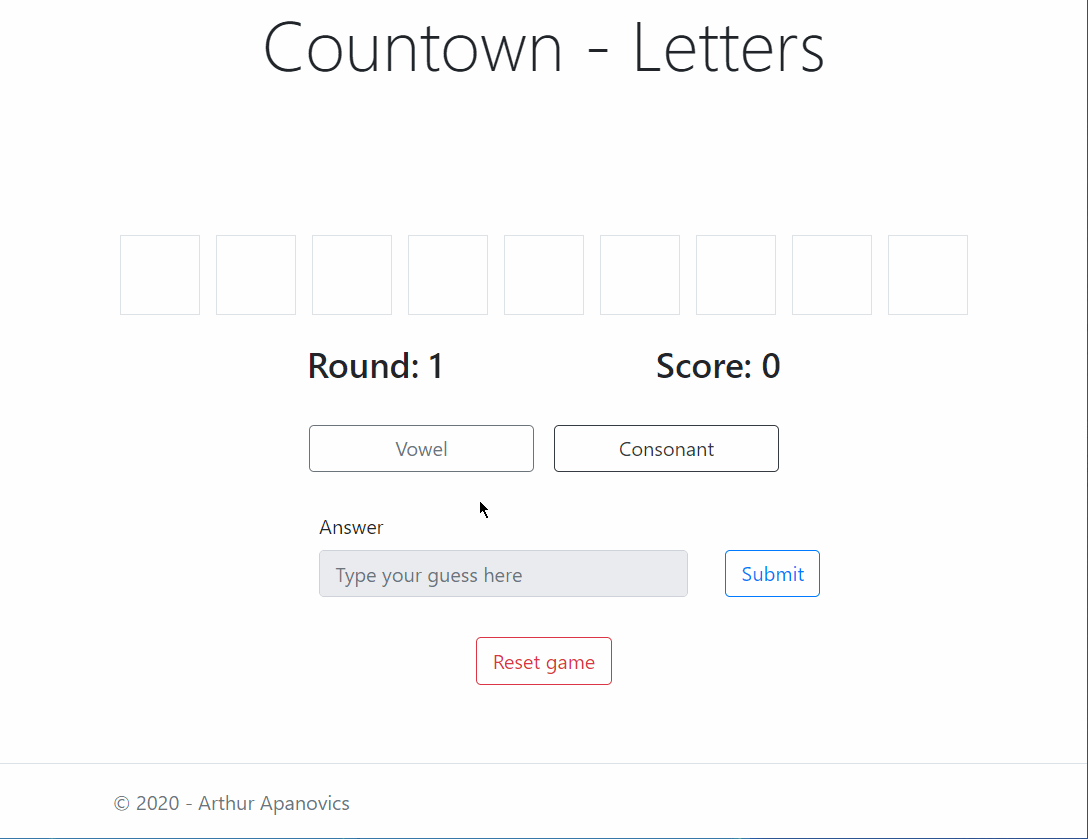 Countown - Letters
Round: 1 Score: 0
Vowel Consonant
Answer
Type your guess here Submit
Reset game
© 2020 - Arthur Apanovics